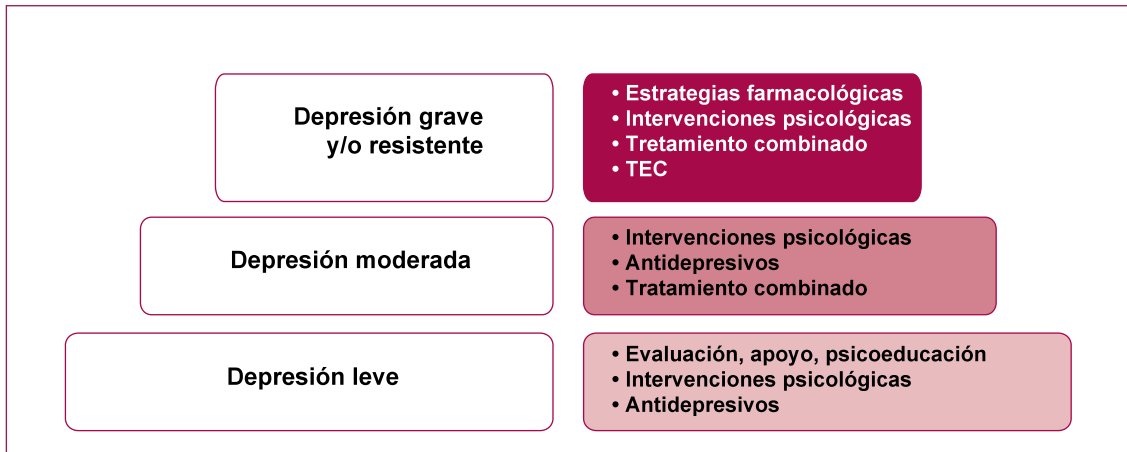 Depresión grave
y/o resistente
• Estrategias farmacológicas
• Intervenciones psicológicas
• Tretamiento combinado
• TEC
Depresión moderada
• Intervenciones psicológicas
• Antidepresivos
• Tratamiento combinado
Depresión leve
• Evaluación, apoyo, psicoeducación
• Intervenciones psicológicas
• Antidepresivos